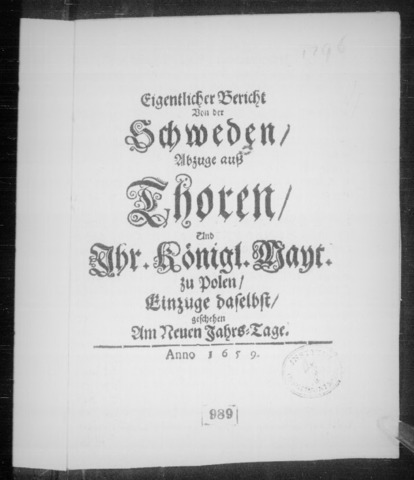 1296
Eigentlicher Bericht
Von der
Schweden/
Abzuge auß
Thoren/
Und
Ihr. Königl. Mayt.
zu Polen/
Einzuge daselbst/
geschehen
Am Neuen Jahrs-Tage.
Anno 1659.
989